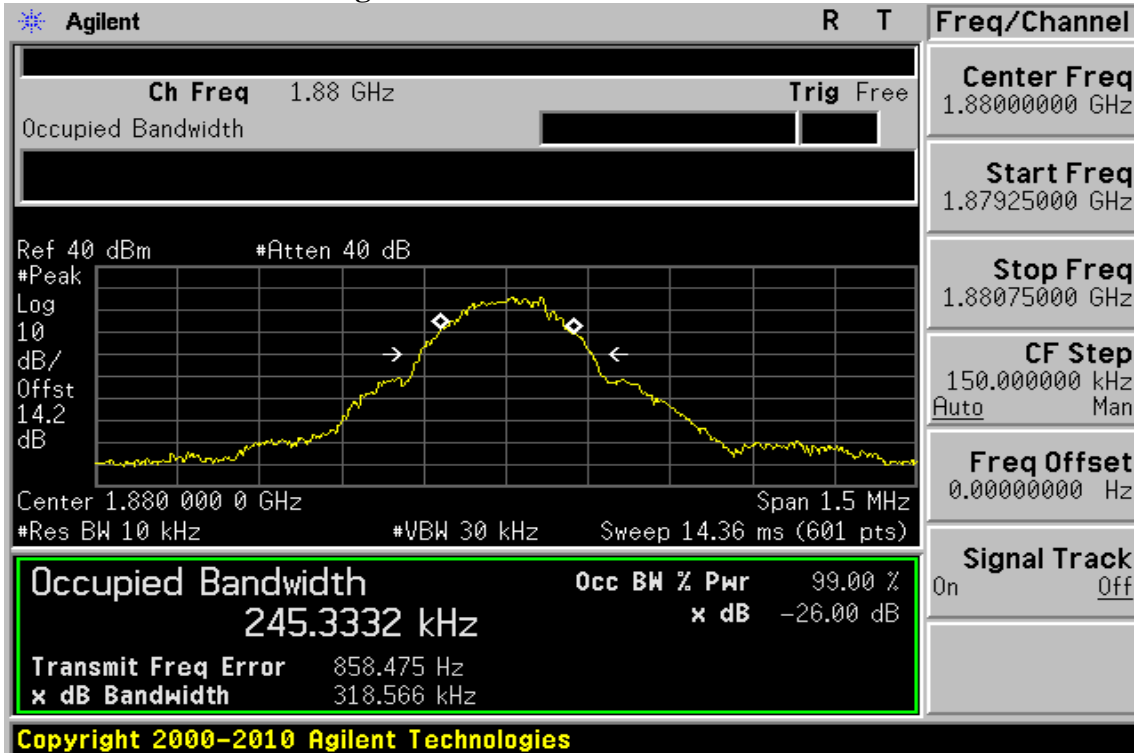 Agilent R T
Ch Freq 1.88 GHz Trig Free
Occupied Bandwidth
Ref 40 dBm #Atten 40 dB
#Peak
Log
10
dB/
Offst
14.2
dB
Center 1.880 000 0 GHz Span 1.5 MHz
#Res BW 10 kHz #VBW 30 kHz Sweep 14.36 ms (601 pts)
Occupied Bandwidth Occ BW % Pwr 99.00 %
245.3332 kHz x dB -26.00 dB
Transmit Freq Error 858.475 Hz
x dB Bandwidth 318.566 kHz
Copyright 2000-2010 Agilent Technologies
Freq/Channel
Center Freq
1.88000000 GHz
Start Freq
1.87925000 GHz
Stop Freq
1.88075000 GHz
CF Step
150.000000 kHz
Auto Man
Freq Offset
0.00000000 Hz
Signal Track
On Off